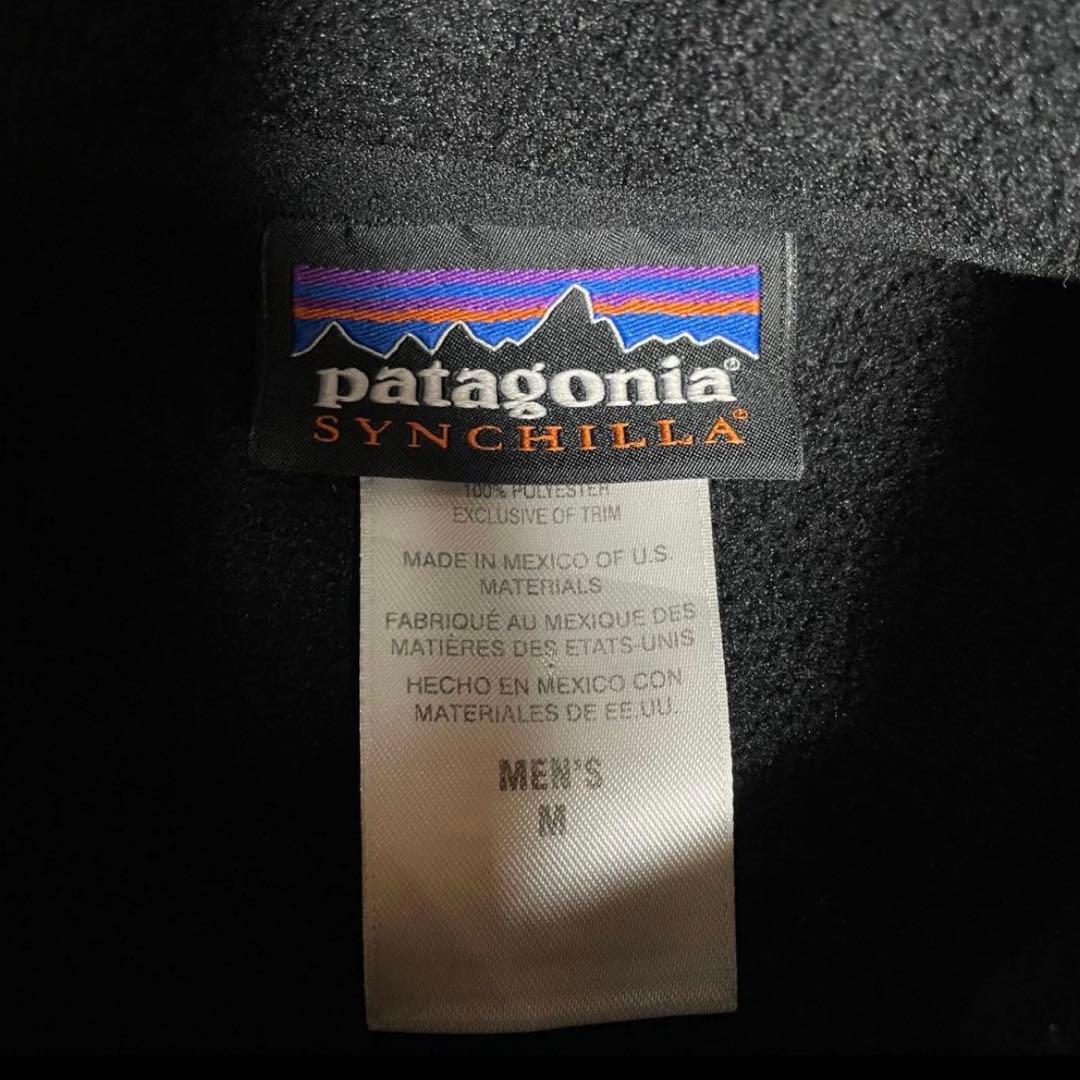 patagonia®
SYNCHILLA®
100% POLYESTER
EXCLUSIVE OF TRIM
MADE IN MEXICO OF U.S.
MATERIALS
FABRIQUÉ AU MEXIQUE DES
MATIÈRES DES ETATS-UNIS
HECHO EN MEXICO CON
MATERIALES DE EE.UU.
MEN'S
M